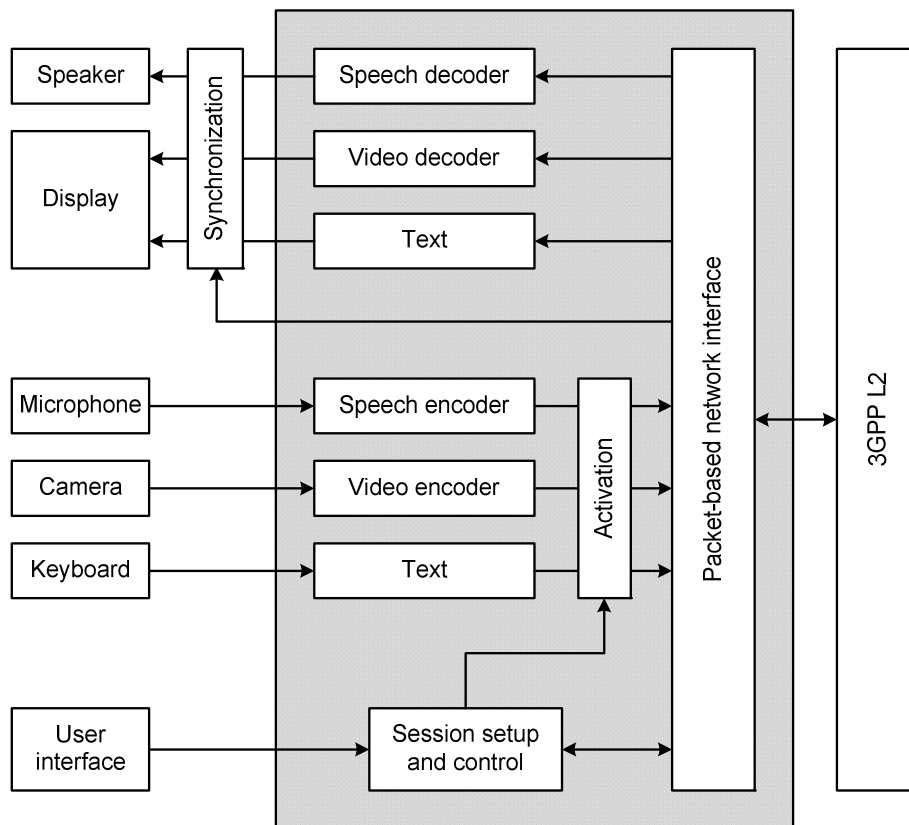 Speaker
Speech decoder
Display
Video decoder
Text
Synchronization
Microphone
Speech encoder
Camera
Video encoder
Keyboard
Text
Activation
Packet-based network interface
3GPP L2
User
interface
Session setup
and control